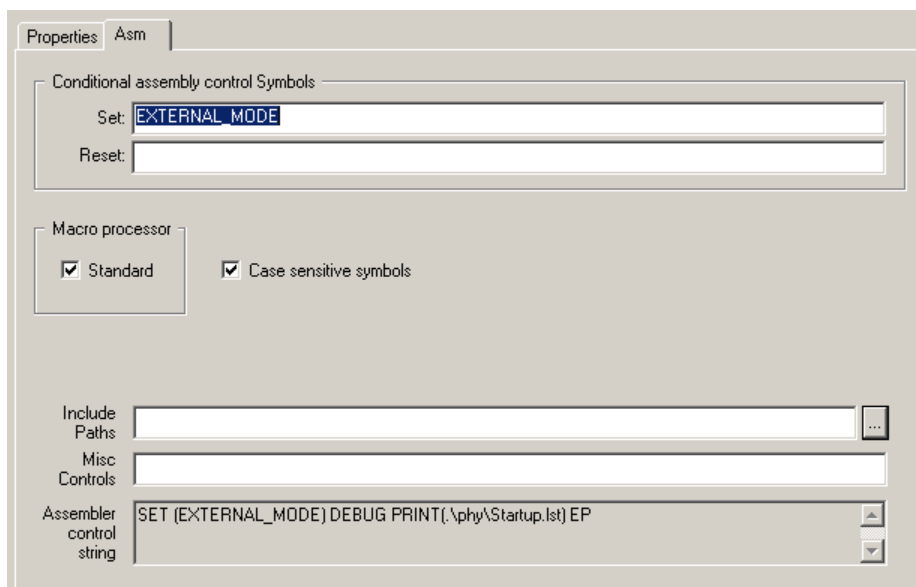 Properties Asm
Conditional assembly control Symbols
Set: EXTERNAL_MODE
Reset:
Macro processor
Standard Case sensitive symbols
Include
Paths ...
Misc
Controls
Assembler SET (EXTERNAL_MODE) DEBUG PRINT(.\phy\Startup.lst) EP
control
string